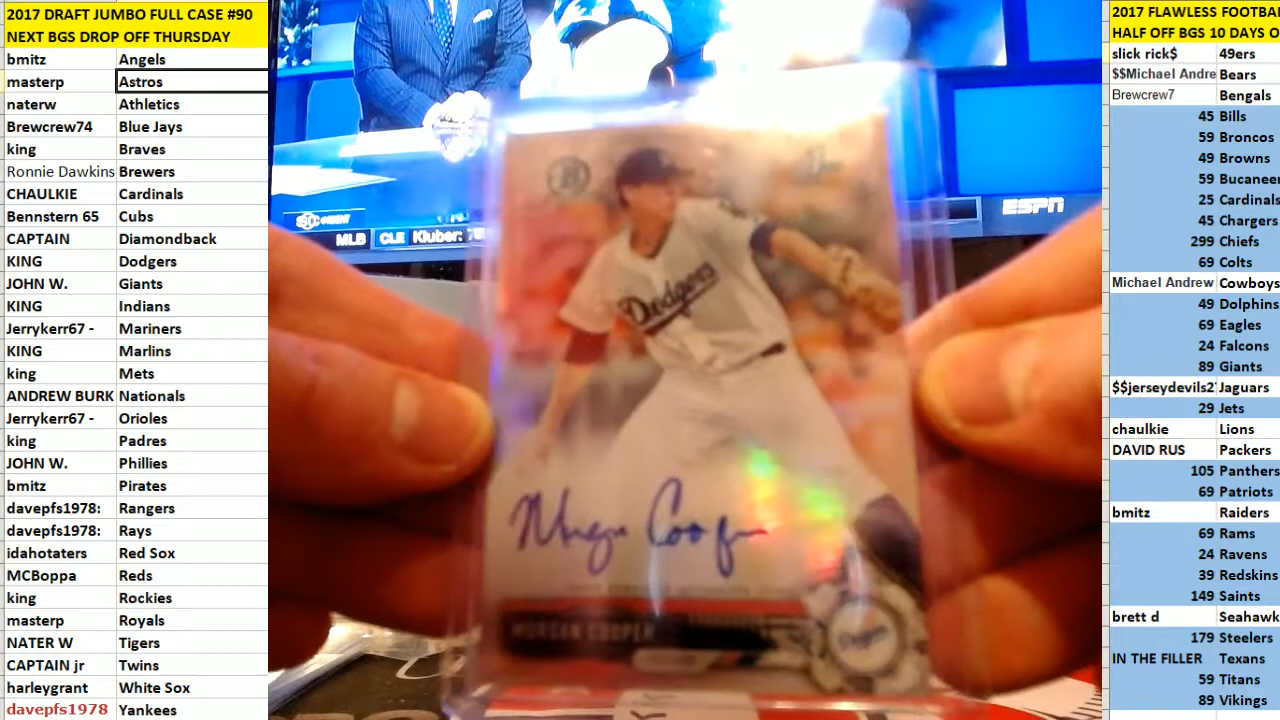 2017 DRAFT JUMBO FULL CASE #90
NEXT BGS DROP OFF THURSDAY
bmitz Angels
masterp Astros
naterw Athletics
Brewcrew74 Blue Jays
king Braves
Ronnie Dawkins Brewers
CHAULKIE Cardinals
Bennstern 65 Cubs
CAPTAIN Diamondback
KING Dodgers
JOHN W. Giants
KING Indians
Jerrykerr67 - Mariners
KING Marlins
king Mets
ANDREW BURK Nationals
Jerrykerr67 - Orioles
king Padres
JOHN W. Phillies
bmitz Pirates
davepfs1978: Rangers
davepfs1978: Rays
idahotaters Red Sox
MCBoppa Reds
king Rockies
masterp Royals
NATER W Tigers
CAPTAIN jr Twins
harleygrant White Sox
davepfs1978 Yankees
MLB CLE Kluber:
ESPN
Dodgers
Morgan Cooper
MORGAN COOPER
Dodgers
2017 FLAWLESS FOOTBA
HALF OFF BGS 10 DAYS O
slick rick$ 49ers
$$Michael Andre Bears
Brewcrew7 Bengals
45 Bills
59 Broncos
49 Browns
59 Bucaneer
25 Cardinals
45 Chargers
299 Chiefs
69 Colts
Michael Andrew Cowboys
49 Dolphins
69 Eagles
24 Falcons
89 Giants
$$jerseydevils2 Jaguars
29 Jets
chaulkie Lions
DAVID RUS Packers
105 Panthers
69 Patriots
bmitz Raiders
69 Rams
24 Ravens
39 Redskins
149 Saints
brett d Seahawk
179 Steelers
IN THE FILLER Texans
59 Titans
89 Vikings